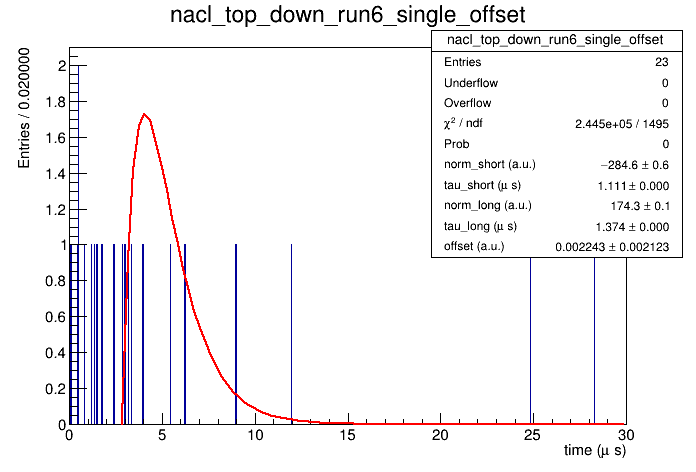 nacl_top_down_run6_single_offset
nacl_top_down_run6_single_offset
Entries 23
Underflow 0
Overflow 0
χ² / ndf 2.445e+05 / 1495
Prob 0
norm_short (a.u.) −284.6 ± 0.6
tau_short (μ s) 1.111 ± 0.000
norm_long (a.u.) 174.3 ± 0.1
tau_long (μ s) 1.374 ± 0.000
offset (a.u.) 0.002243 ± 0.002123
Entries / 0.020000
2
1.8
1.6
1.4
1.2
1
0.8
0.6
0.4
0.2
0
0 5 10 15 20 25 30
time (μ s)